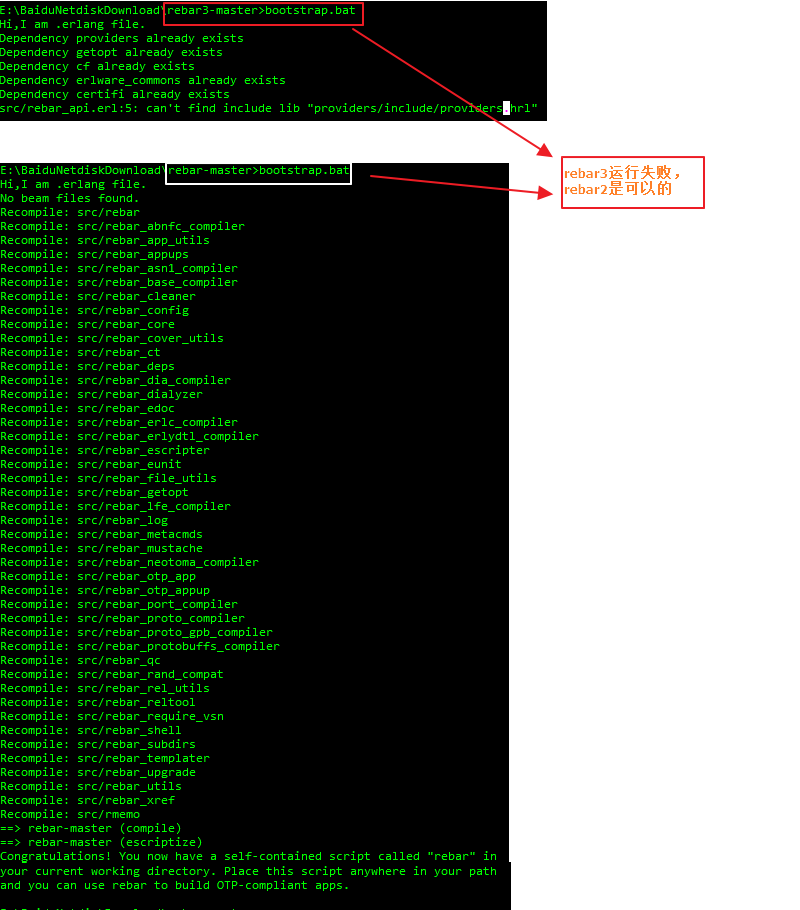 E:\BaiduNetdiskDownload\rebar3-master>bootstrap.bat
Hi,I am .erlang file.
Dependency providers already exists
Dependency getopt already exists
Dependency cf already exists
Dependency erlware_commons already exists
Dependency certifi already exists
src/rebar_api.erl:5: can't find include lib "providers/include/providers.hrl"
E:\BaiduNetdiskDownload\rebar-master>bootstrap.bat
Hi,I am .erlang file.
No beam files found.
Recompile: src/rebar
Recompile: src/rebar_abnfc_compiler
Recompile: src/rebar_app_utils
Recompile: src/rebar_appups
Recompile: src/rebar_asn1_compiler
Recompile: src/rebar_base_compiler
Recompile: src/rebar_cleaner
Recompile: src/rebar_config
Recompile: src/rebar_core
Recompile: src/rebar_cover_utils
Recompile: src/rebar_ct
Recompile: src/rebar_deps
Recompile: src/rebar_dia_compiler
Recompile: src/rebar_dialyzer
Recompile: src/rebar_edoc
Recompile: src/rebar_erlc_compiler
Recompile: src/rebar_erlydtl_compiler
Recompile: src/rebar_escripter
Recompile: src/rebar_eunit
Recompile: src/rebar_file_utils
Recompile: src/rebar_getopt
Recompile: src/rebar_lfe_compiler
Recompile: src/rebar_log
Recompile: src/rebar_metacmds
Recompile: src/rebar_mustache
Recompile: src/rebar_neotoma_compiler
Recompile: src/rebar_otp_app
Recompile: src/rebar_otp_appup
Recompile: src/rebar_port_compiler
Recompile: src/rebar_proto_compiler
Recompile: src/rebar_proto_gpb_compiler
Recompile: src/rebar_protobuffs_compiler
Recompile: src/rebar_qc
Recompile: src/rebar_rand_compat
Recompile: src/rebar_rel_utils
Recompile: src/rebar_reltool
Recompile: src/rebar_require_vsn
Recompile: src/rebar_shell
Recompile: src/rebar_subdirs
Recompile: src/rebar_templater
Recompile: src/rebar_upgrade
Recompile: src/rebar_utils
Recompile: src/rebar_xref
Recompile: src/rmemo
==> rebar-master (compile)
==> rebar-master (escriptize)
Congratulations! You now have a self-contained script called "rebar" in
your current working directory. Place this script anywhere in your path
and you can use rebar to build OTP-compliant apps.
rebar3运行失败，
rebar2是可以的